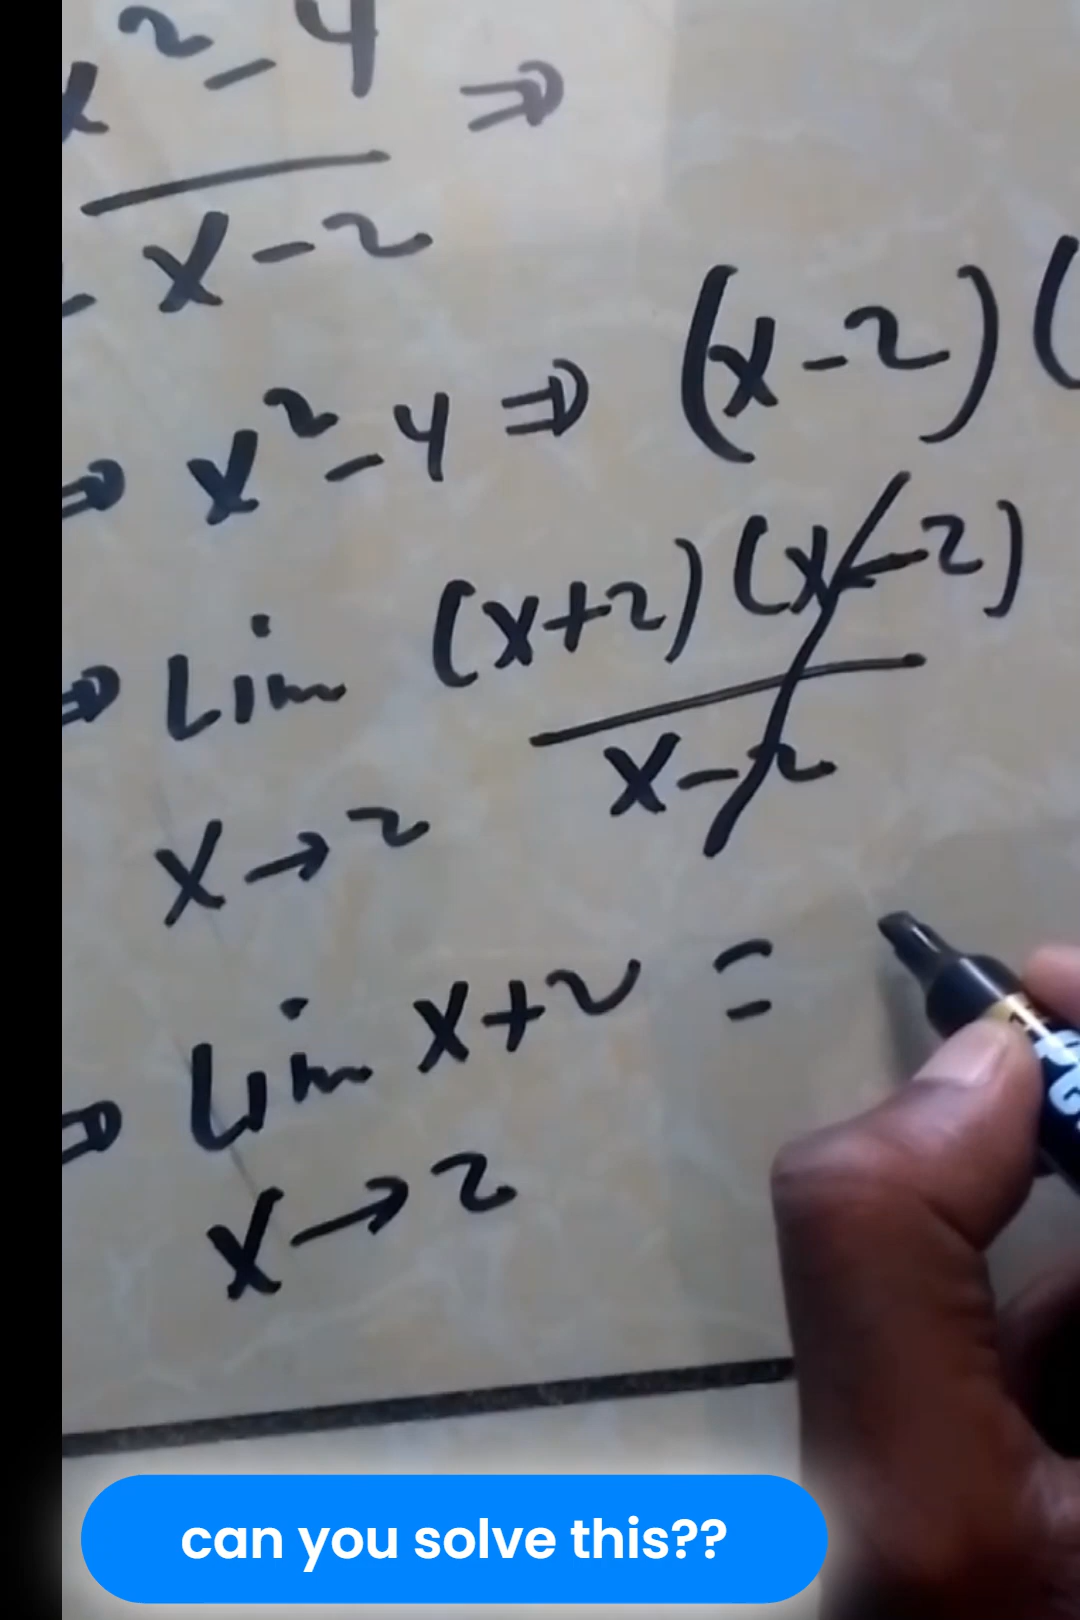 x² - 4 ⇒
x - 2
⇒ x² - 4 ⇒ (x - 2) (
⇒ Lim (x+2) (x-2)
x - 2
x → 2
⇒ Lim x+2 =
x → 2
can you solve this??